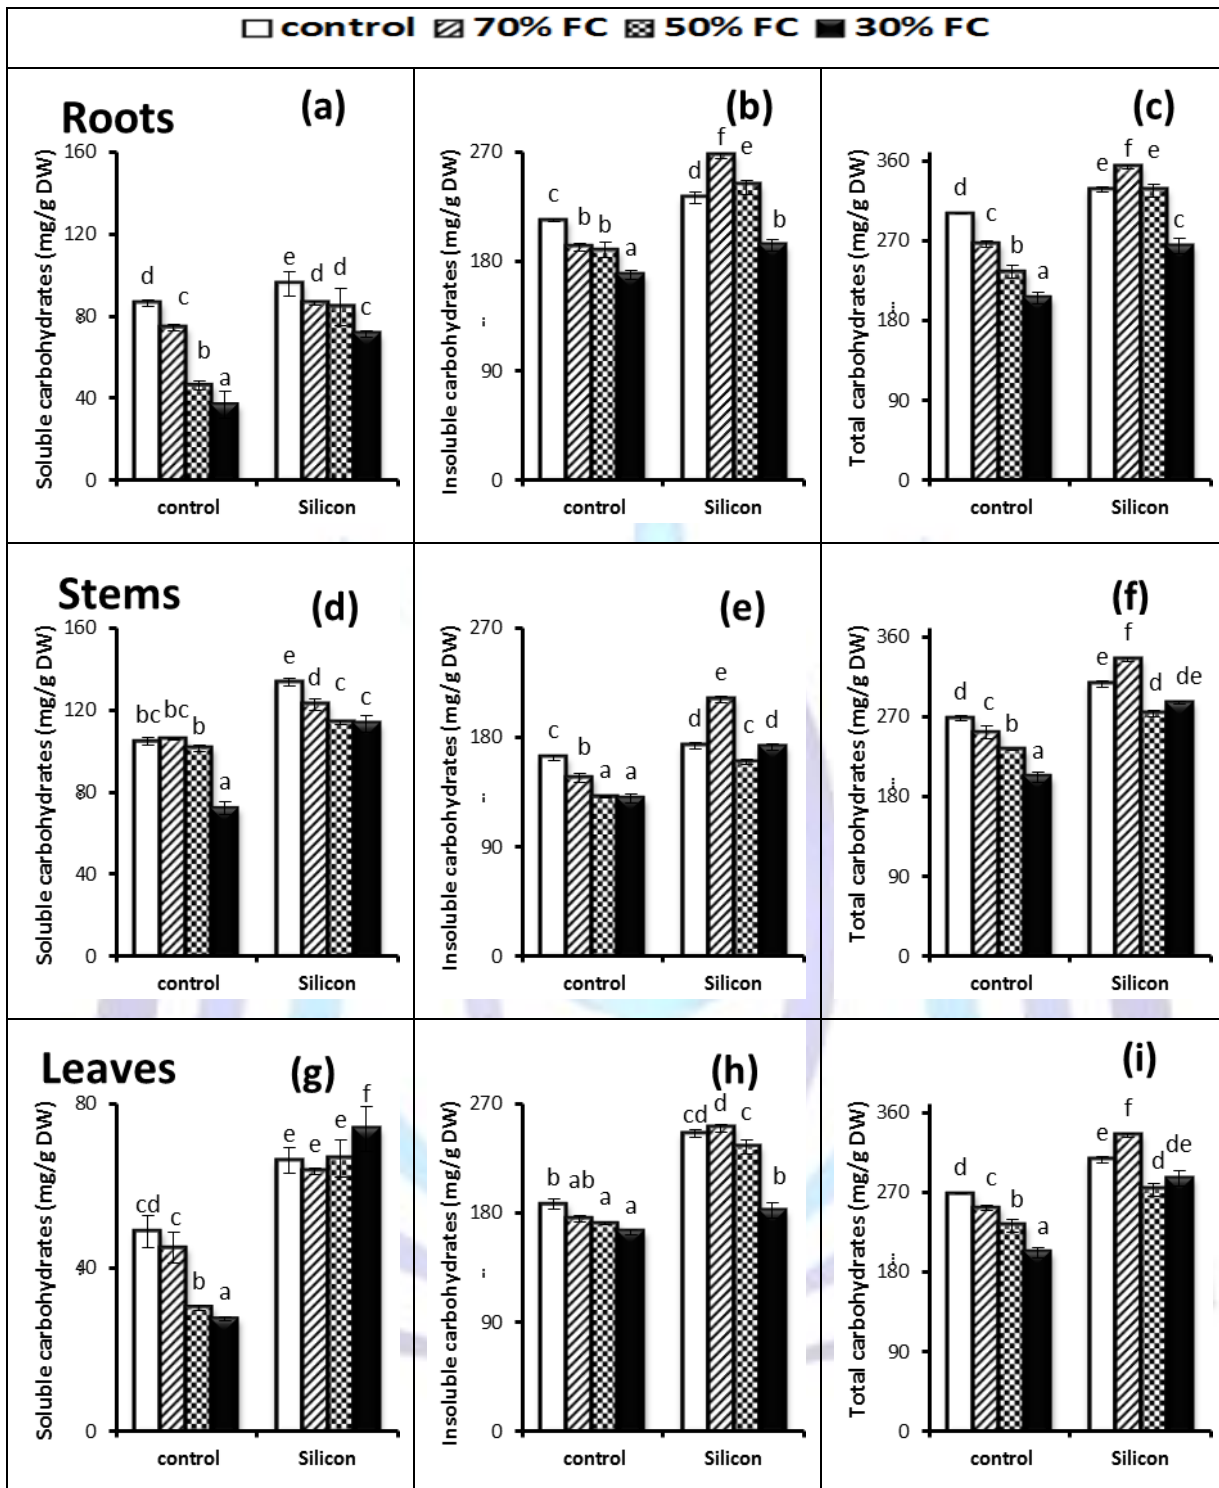 control 70% FC 50% FC 30% FC
Roots
(a)
Soluble carbohydrates (mg/g DW)
160
120
80
40
0
d
c
b
a
e
d
d
c
control
Silicon
(b)
Insoluble carbohydrates (mg/g DW)
270
180
90
0
c
b
b
a
d
f
e
b
control
Silicon
(c)
Total carbohydrates (mg/g DW)
360
270
180
90
0
d
c
b
a
e
f
e
c
control
Silicon
Stems
(d)
Soluble carbohydrates (mg/g DW)
160
120
80
40
0
bc
bc
b
a
e
d
c
c
control
Silicon
(e)
Insoluble carbohydrates (mg/g DW)
270
180
90
0
c
b
a
a
d
e
c
d
control
Silicon
(f)
Total carbohydrates (mg/g DW)
360
270
180
90
0
d
c
b
a
e
f
d
de
control
Silicon
Leaves
(g)
Soluble carbohydrates (mg/g DW)
80
40
0
cd
c
b
a
e
e
e
f
control
Silicon
(h)
Insoluble carbohydrates (mg/g DW)
270
180
90
0
b
ab
a
a
cd
d
c
b
control
Silicon
(i)
Total carbohydrates (mg/g DW)
360
270
180
90
0
d
c
b
a
e
f
d
de
control
Silicon